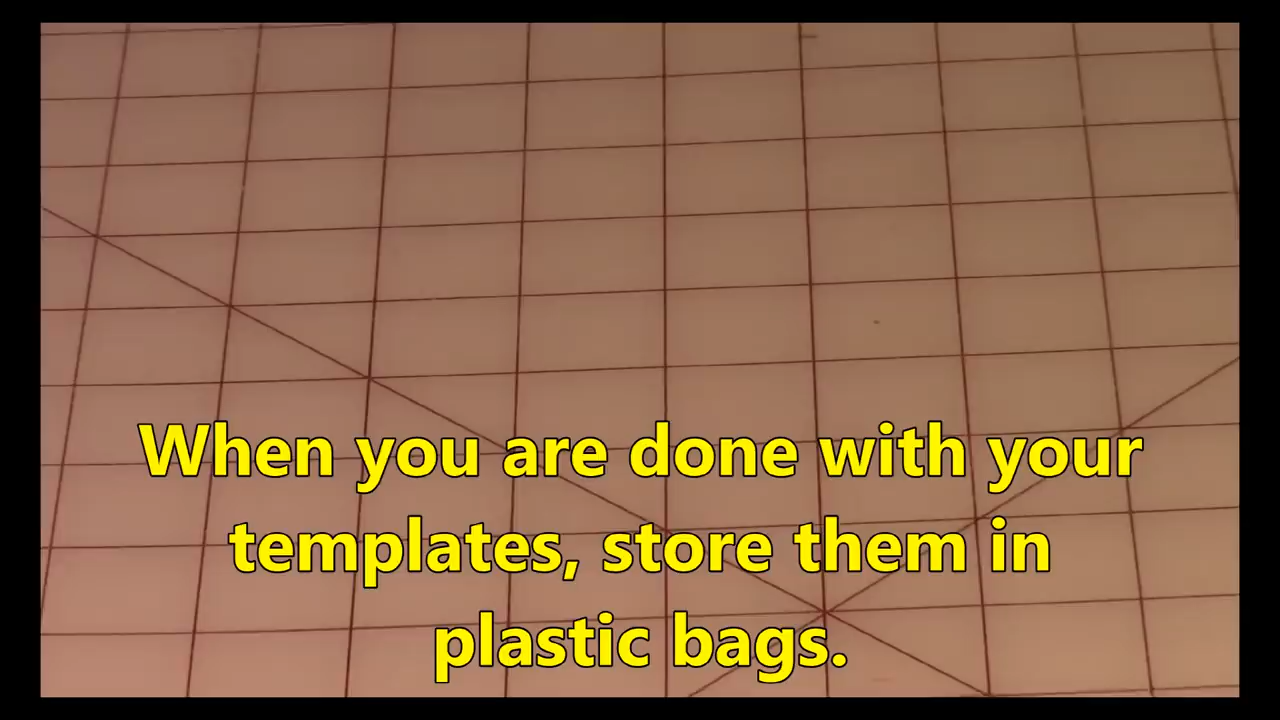 When you are done with your
templates, store them in
plastic bags.